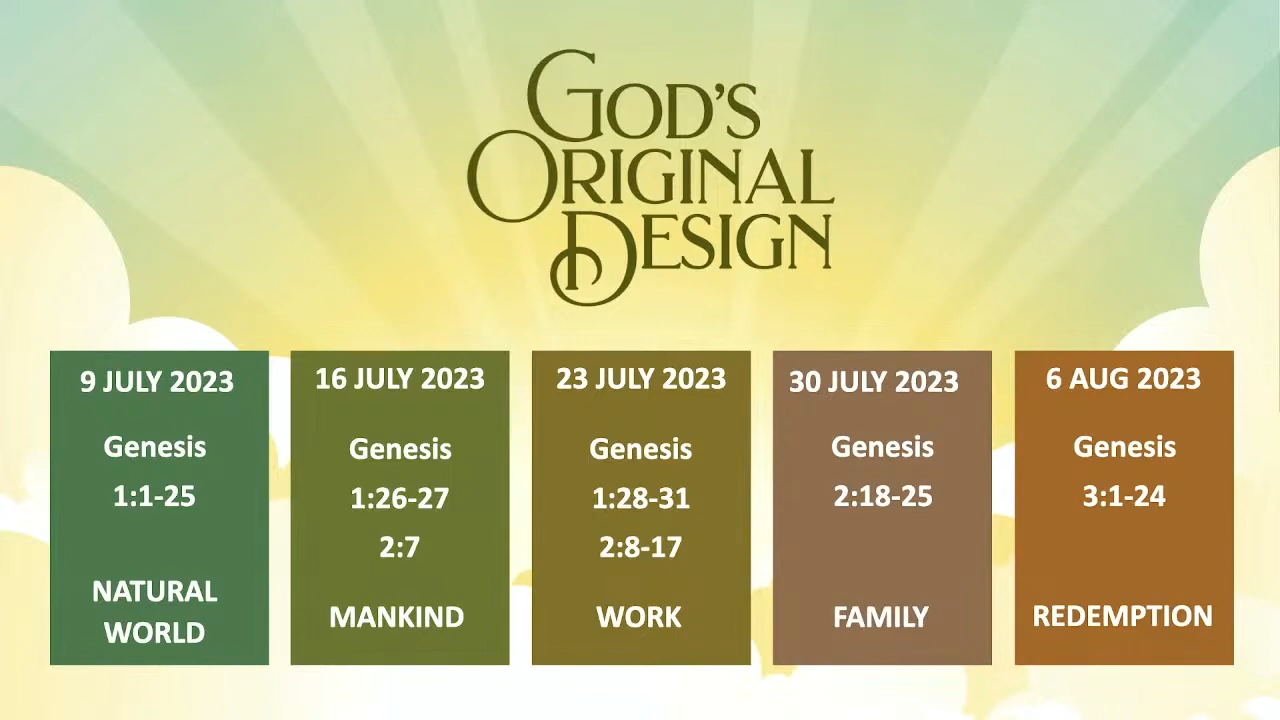 GOD'S
ORIGINAL
DESIGN
9 JULY 2023
Genesis
1:1-25
NATURAL
WORLD
16 JULY 2023
Genesis
1:26-27
2:7
MANKIND
23 JULY 2023
Genesis
1:28-31
2:8-17
WORK
30 JULY 2023
Genesis
2:18-25
FAMILY
6 AUG 2023
Genesis
3:1-24
REDEMPTION